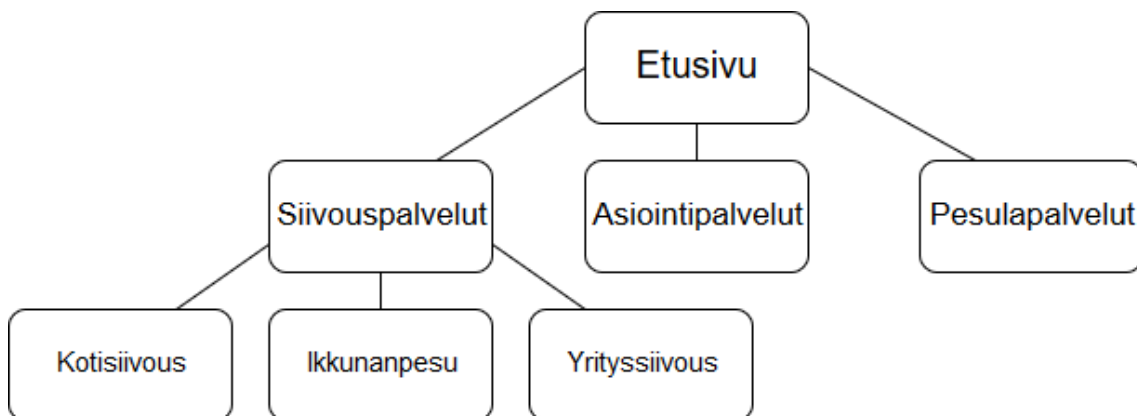 Etusivu
Siivouspalvelut
Asiointipalvelut
Pesulapalvelut
Kotisiivous
Ikkunanpesu
Yrityssiivous